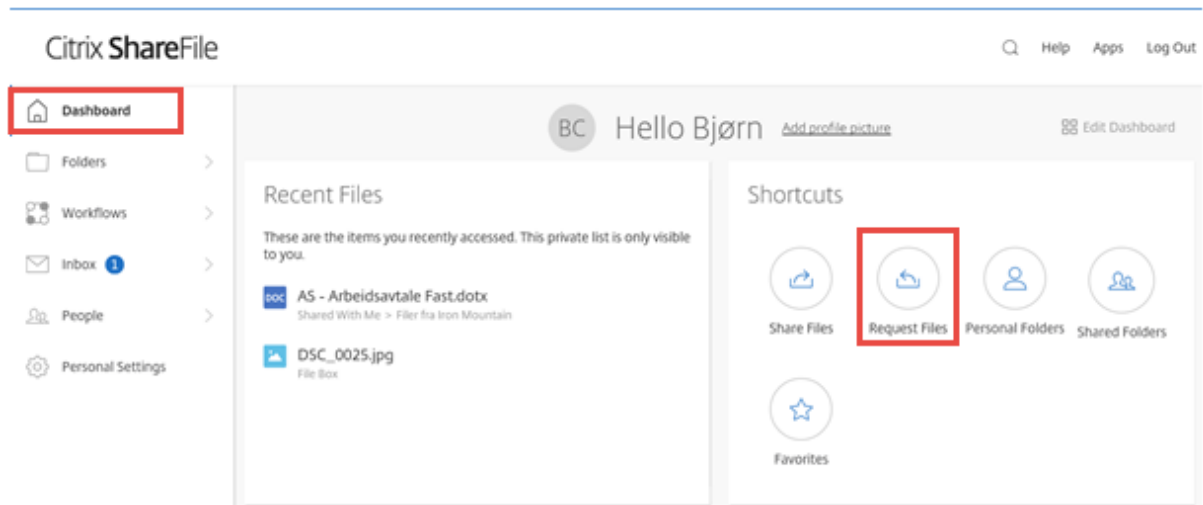 Citrix ShareFile
Help Apps Log Out
Dashboard
Folders
Workflows
Inbox 1
People
Personal Settings
BC Hello Bjørn Add profile picture
Edit Dashboard
Recent Files
These are the items you recently accessed. This private list is only visible
to you.
DOC AS - Arbeidsavtale Fast.dotx
Shared With Me > Filer fra Iron Mountain
DSC_0025.jpg
File Box
Shortcuts
Share Files
Request Files
Personal Folders
Shared Folders
Favorites